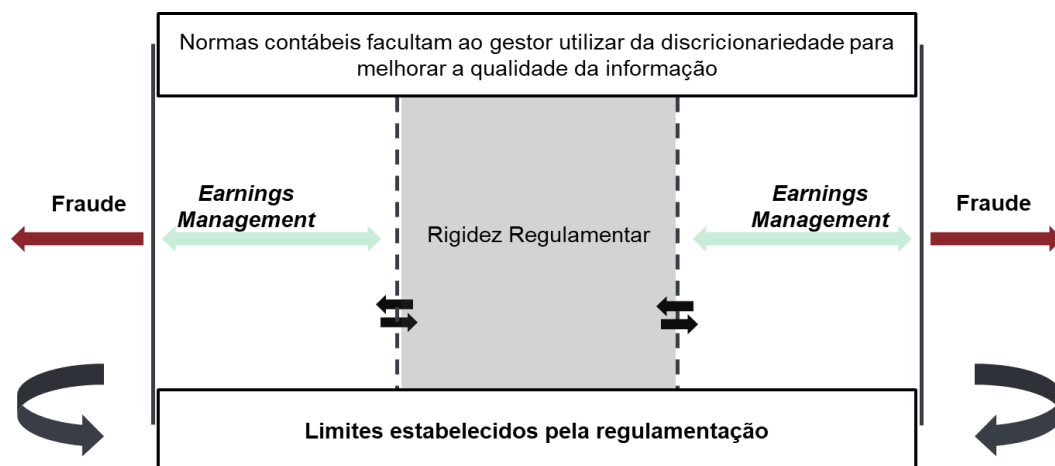 Normas contábeis facultam ao gestor utilizar da discricionariedade para
melhorar a qualidade da informação
Fraude
Earnings
Management
Rigidez Regulamentar
Earnings
Management
Fraude
Limites estabelecidos pela regulamentação